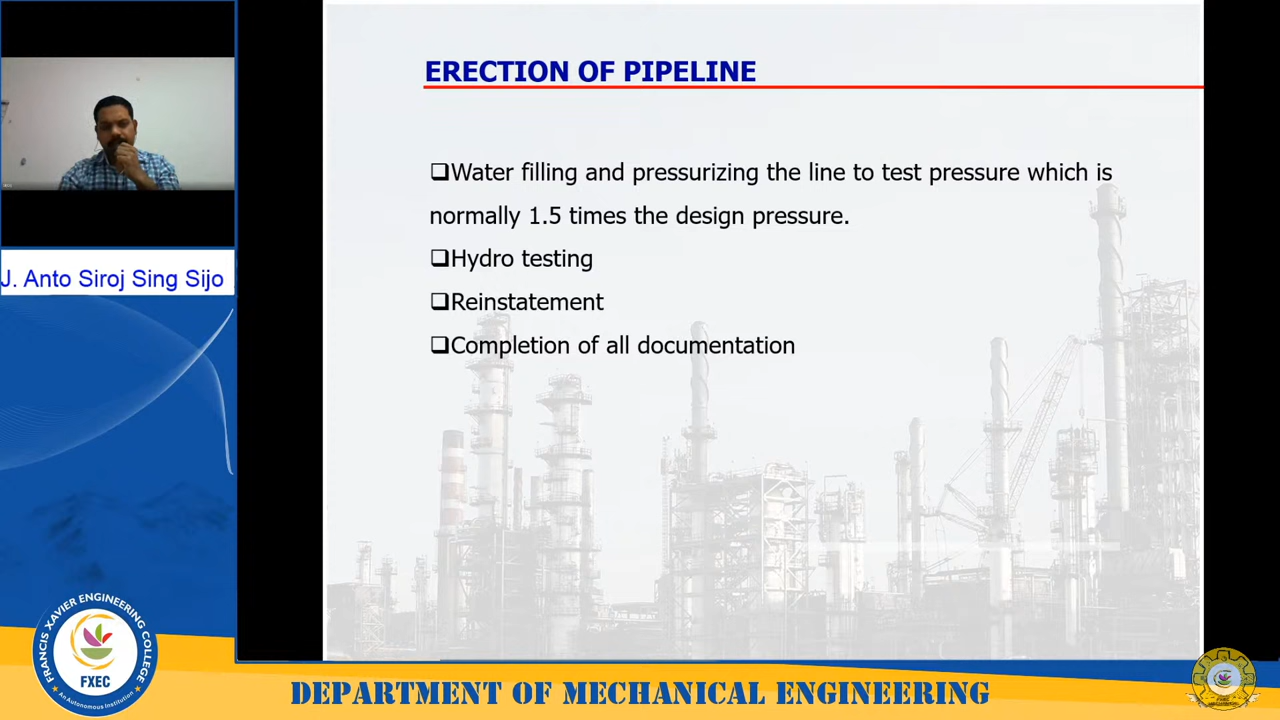 ERECTION OF PIPELINE
❑Water filling and pressurizing the line to test pressure which is
normally 1.5 times the design pressure.
❑Hydro testing
❑Reinstatement
❑Completion of all documentation
J. Anto Siroj Sing Sijo
FRANCIS XAVIER ENGINEERING COLLEGE
FXEC
An Autonomous Institution
DEPARTMENT OF MECHANICAL ENGINEERING